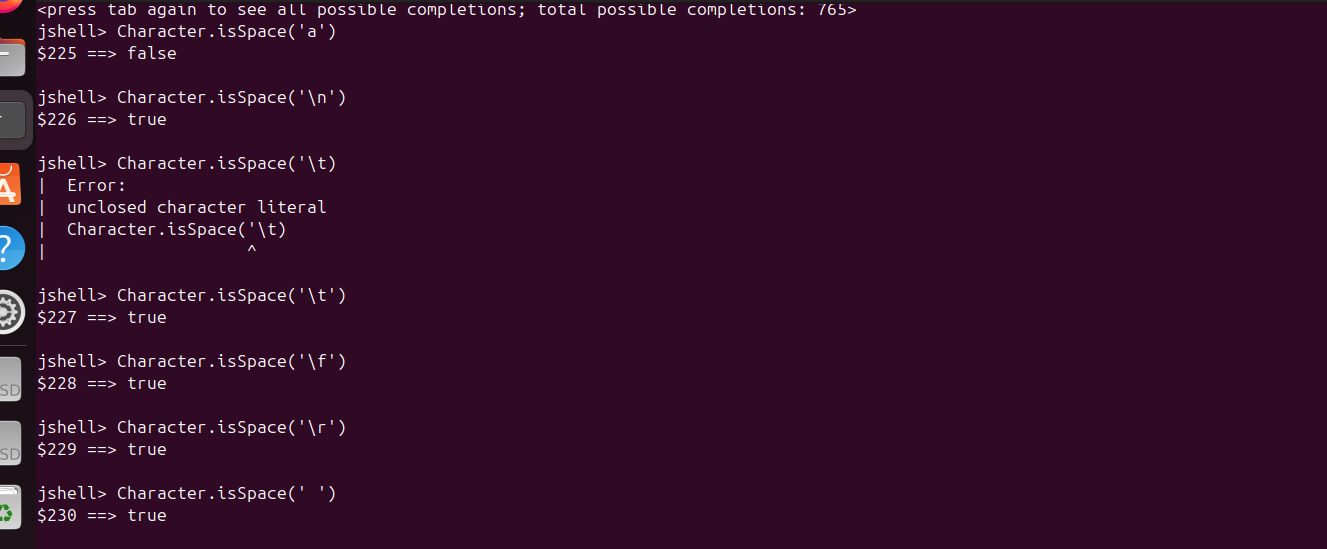 <press tab again to see all possible completions; total possible completions: 765>
jshell> Character.isSpace('a')
$225 ==> false
jshell> Character.isSpace('\n')
$226 ==> true
jshell> Character.isSpace('\t)
|  Error:
|  unclosed character literal
|  Character.isSpace('\t)
|                    ^
jshell> Character.isSpace('\t')
$227 ==> true
jshell> Character.isSpace('\f')
$228 ==> true
jshell> Character.isSpace('\r')
$229 ==> true
jshell> Character.isSpace(' ')
$230 ==> true
A
?
SD
SD